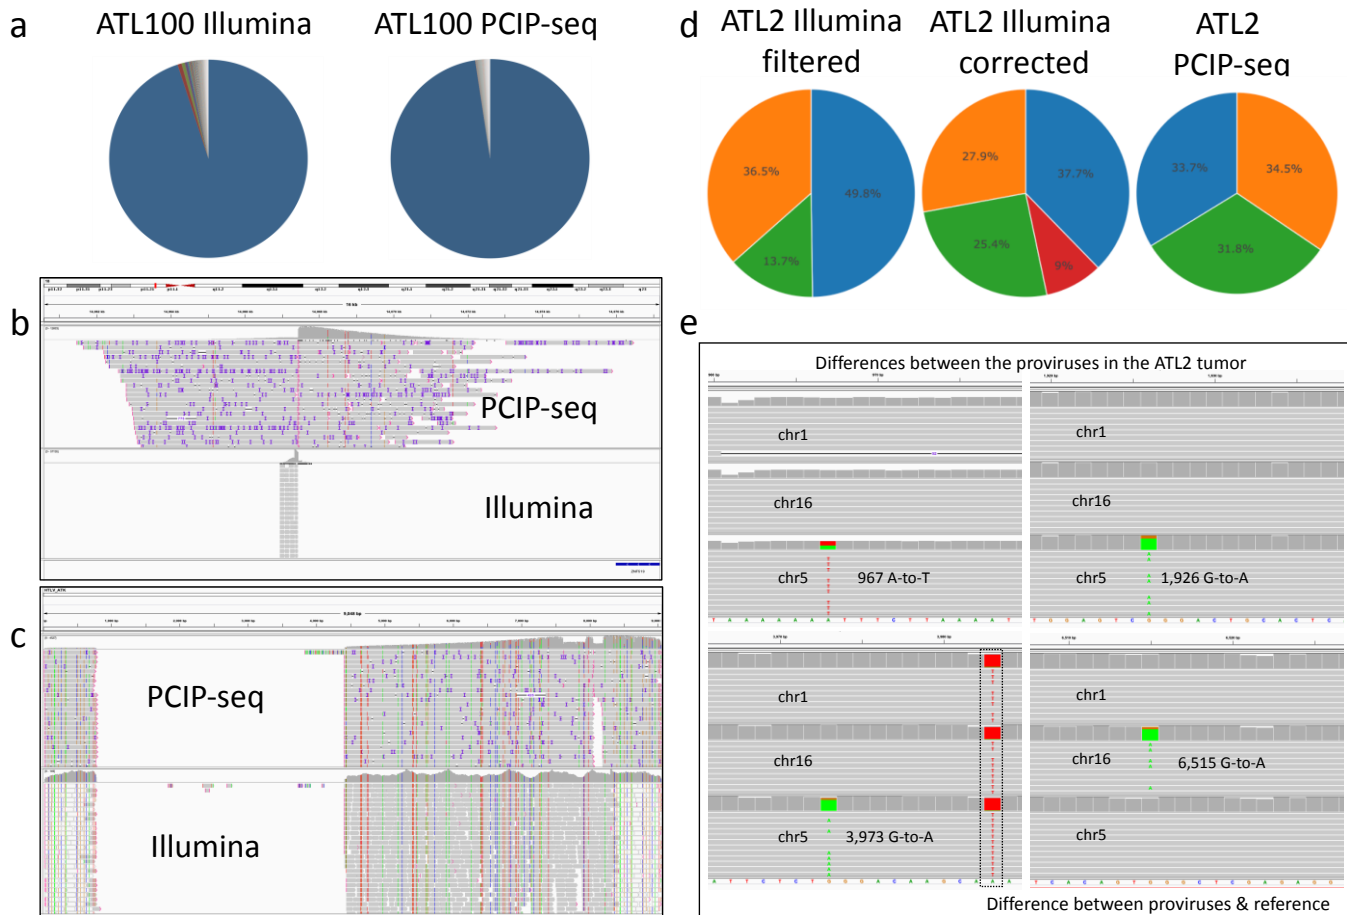 a
ATL100 Illumina
ATL100 PCIP-seq
b
PCIP-seq
Illumina
c
PCIP-seq
Illumina
d
ATL2 Illumina
filtered
ATL2 Illumina
corrected
ATL2
PCIP-seq
36.5%
49.8%
13.7%
27.9%
37.7%
25.4%
9%
33.7%
34.5%
31.8%
e
Differences between the proviruses in the ATL2 tumor
chr1
chr16
chr5
967 A-to-T
T A A A A A A A T T T C T T A A A A T
chr1
chr16
chr5
1,926 G-to-A
T G G A G T C G G G A C T G C A C T C
chr1
chr16
chr5
3,973 G-to-A
A T T C T C T G G G A C A A G C A A A
chr1
chr16
6,515 G-to-A
chr5
T C A C A G T G G G C T C G A G A G G
Difference between proviruses & reference